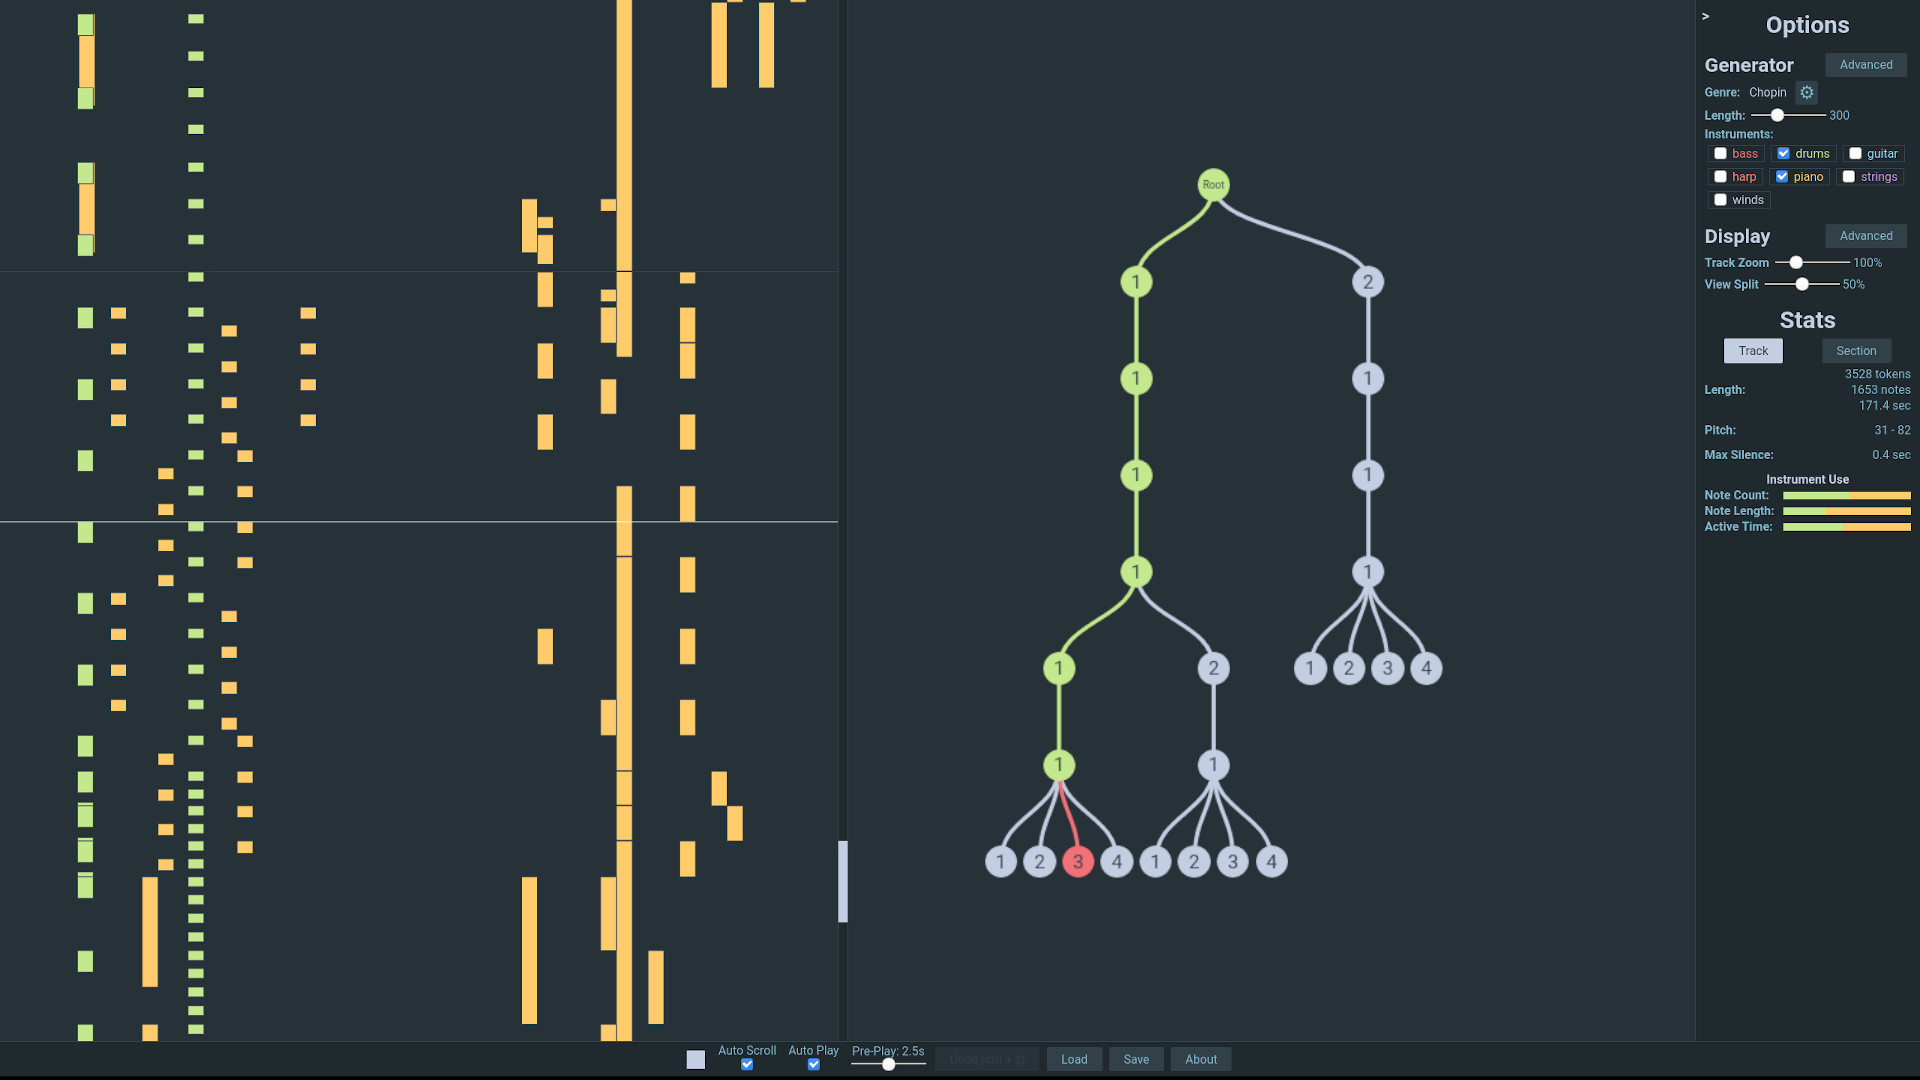 > Options
Generator Advanced
Genre: Chopin
Length: 300
Instruments:
bass drums guitar
harp piano strings
winds
Display Advanced
Track Zoom 100%
View Split 50%
Stats
Track Section
3528 tokens
Length: 1653 notes
171.4 sec
Pitch: 31 - 82
Max Silence: 0.4 sec
Instrument Use
Note Count:
Note Length:
Active Time:
Root
1 2
1 1
1 1
1 1
1 2 1 2 3 4
1 1
1 2 3 4 1 2 3 4
Auto Scroll Auto Play Pre-Play: 2.5s Undo (ctrl + z) Load Save About